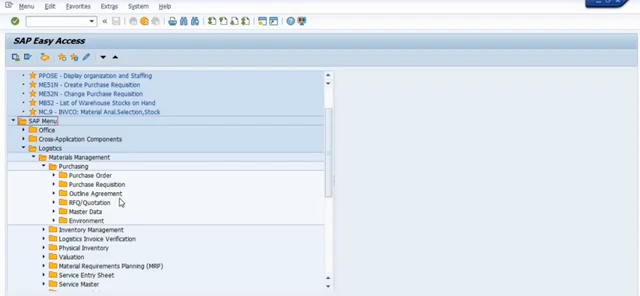 Menu Edit Favorites Extras System Help
SAP Easy Access
PPOSE - Display organization and Staffing
ME51N - Create Purchase Requisition
ME52N - Change Purchase Requisition
MB52 - List of Warehouse Stocks on Hand
MC.9 - INVCO: Material Anal.Selection,Stock
SAP Menu
Office
Cross-Application Components
Logistics
Materials Management
Purchasing
Purchase Order
Purchase Requisition
Outline Agreement
RFQ/Quotation
Master Data
Environment
Inventory Management
Logistics Invoice Verification
Physical Inventory
Valuation
Material Requirements Planning (MRP)
Service Entry Sheet
Service Master